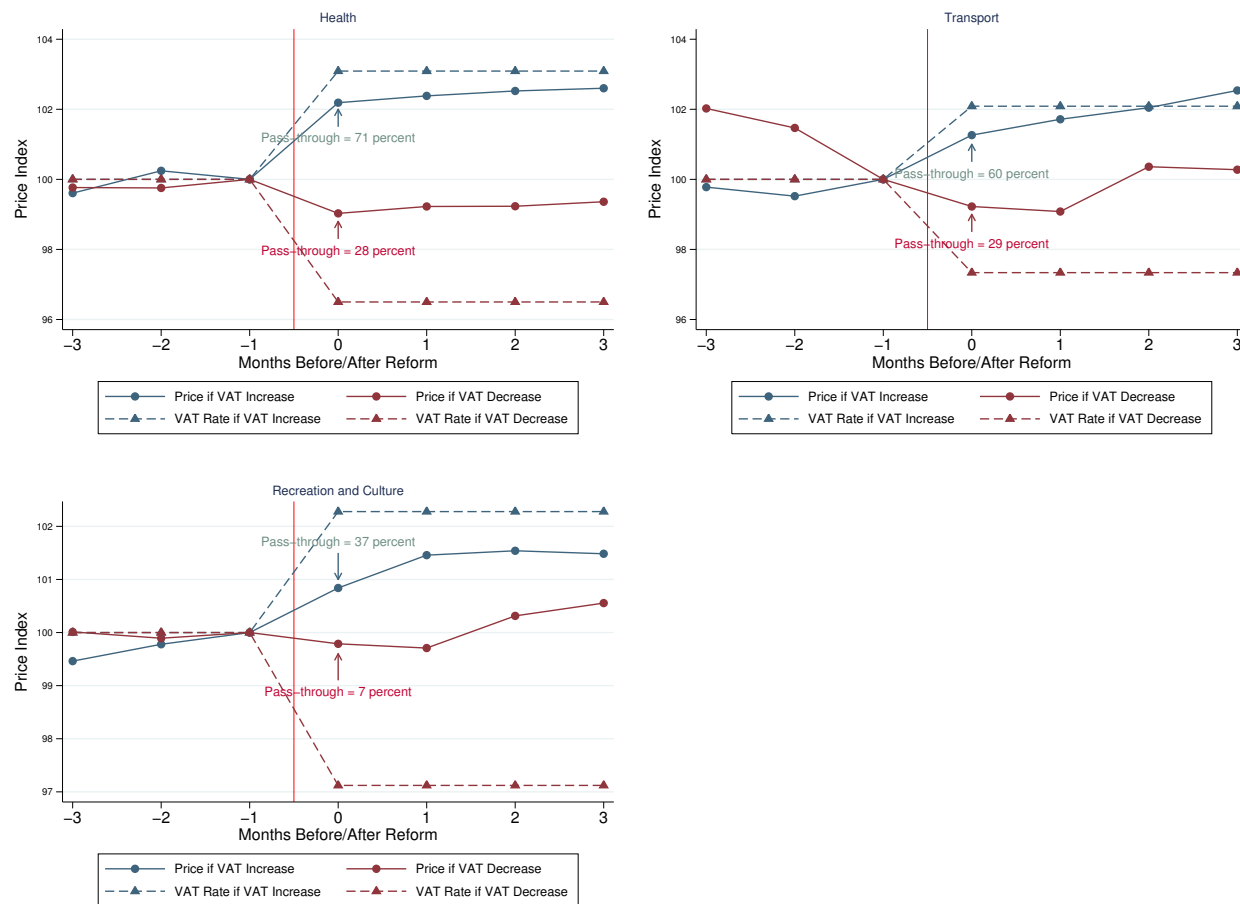 Health
104
102
100
98
96
Price Index
Pass-through = 71 percent
Pass-through = 28 percent
−3 −2 −1 0 1 2 3
Months Before/After Reform
Price if VAT Increase Price if VAT Decrease
VAT Rate if VAT Increase VAT Rate if VAT Decrease
Transport
104
102
100
98
96
Price Index
Pass-through = 60 percent
Pass-through = 29 percent
−3 −2 −1 0 1 2 3
Months Before/After Reform
Price if VAT Increase Price if VAT Decrease
VAT Rate if VAT Increase VAT Rate if VAT Decrease
Recreation and Culture
102
101
100
99
98
97
Price Index
Pass-through = 37 percent
Pass-through = 7 percent
−3 −2 −1 0 1 2 3
Months Before/After Reform
Price if VAT Increase Price if VAT Decrease
VAT Rate if VAT Increase VAT Rate if VAT Decrease